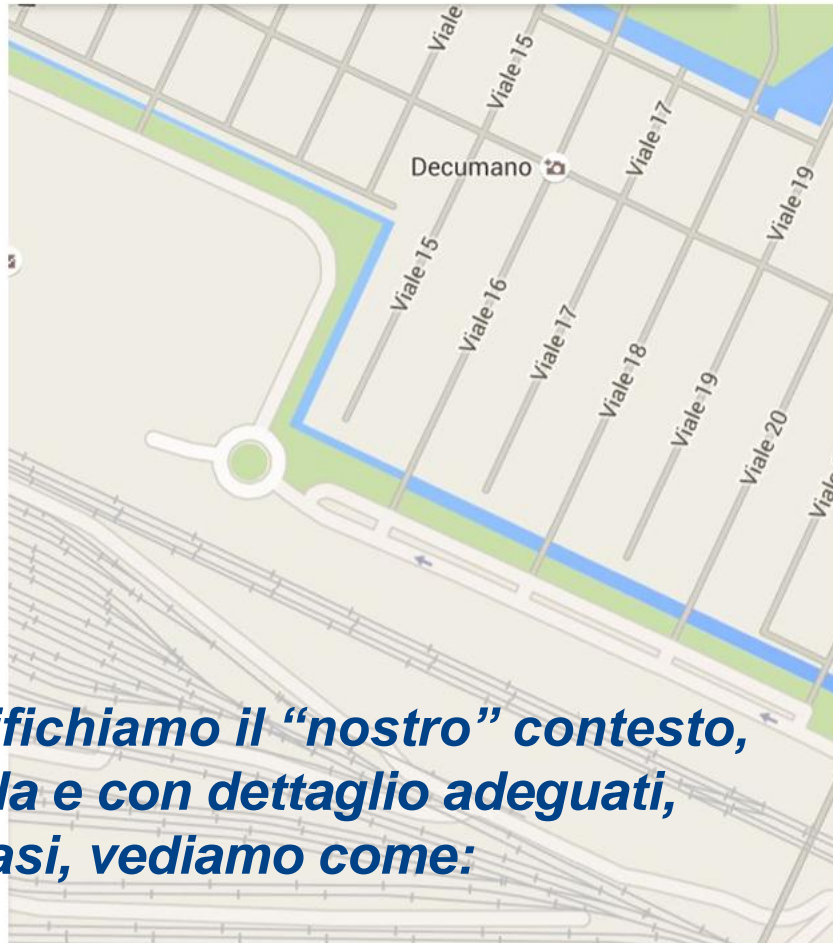 Viale
Viale 15
Viale 17
Decumano
Viale 19
Viale 15
Viale 16
Viale 17
Viale 18
Viale 19
Viale 20
Viale
ifichiamo il “nostro” contesto,
la e con dettaglio adeguati,
asi, vediamo come: